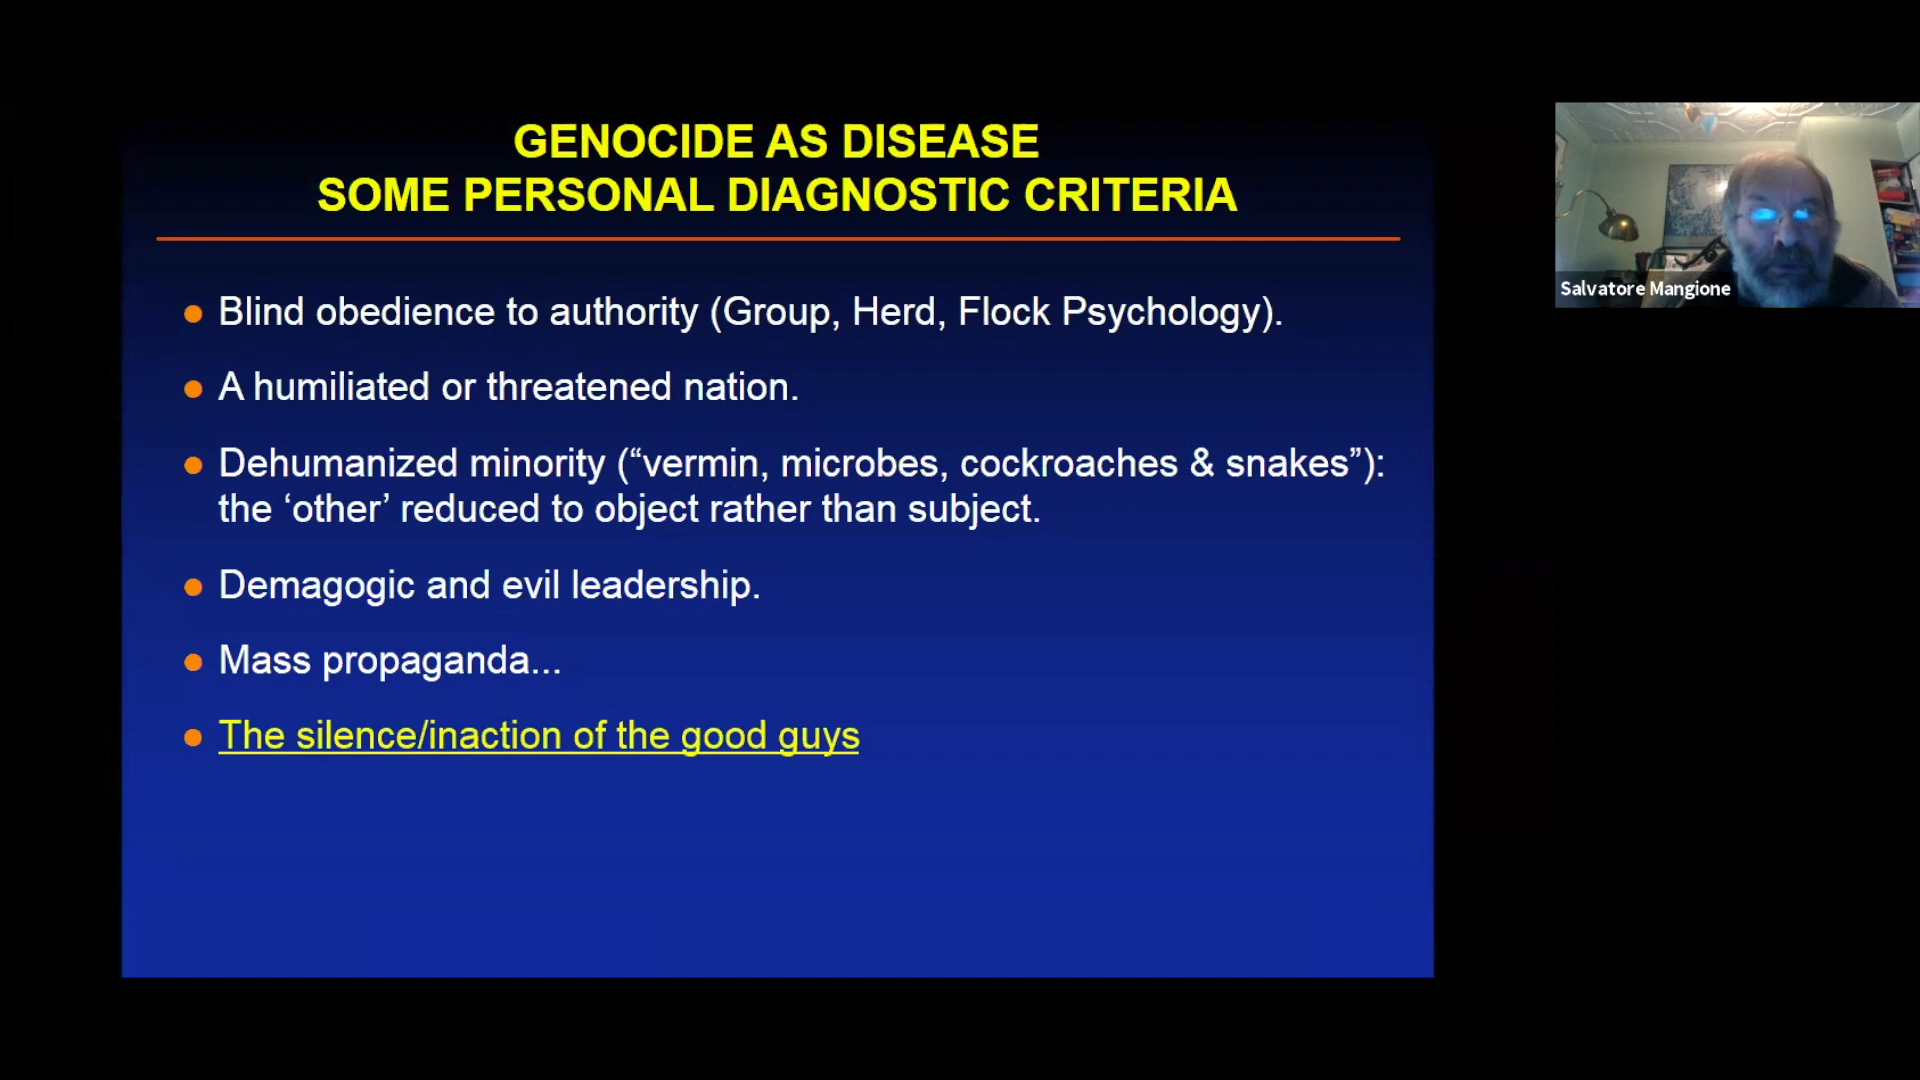 GENOCIDE AS DISEASE
SOME PERSONAL DIAGNOSTIC CRITERIA
Blind obedience to authority (Group, Herd, Flock Psychology).
A humiliated or threatened nation.
Dehumanized minority (“vermin, microbes, cockroaches & snakes”):
the ‘other’ reduced to object rather than subject.
Demagogic and evil leadership.
Mass propaganda...
The silence/inaction of the good guys
Salvatore Mangione